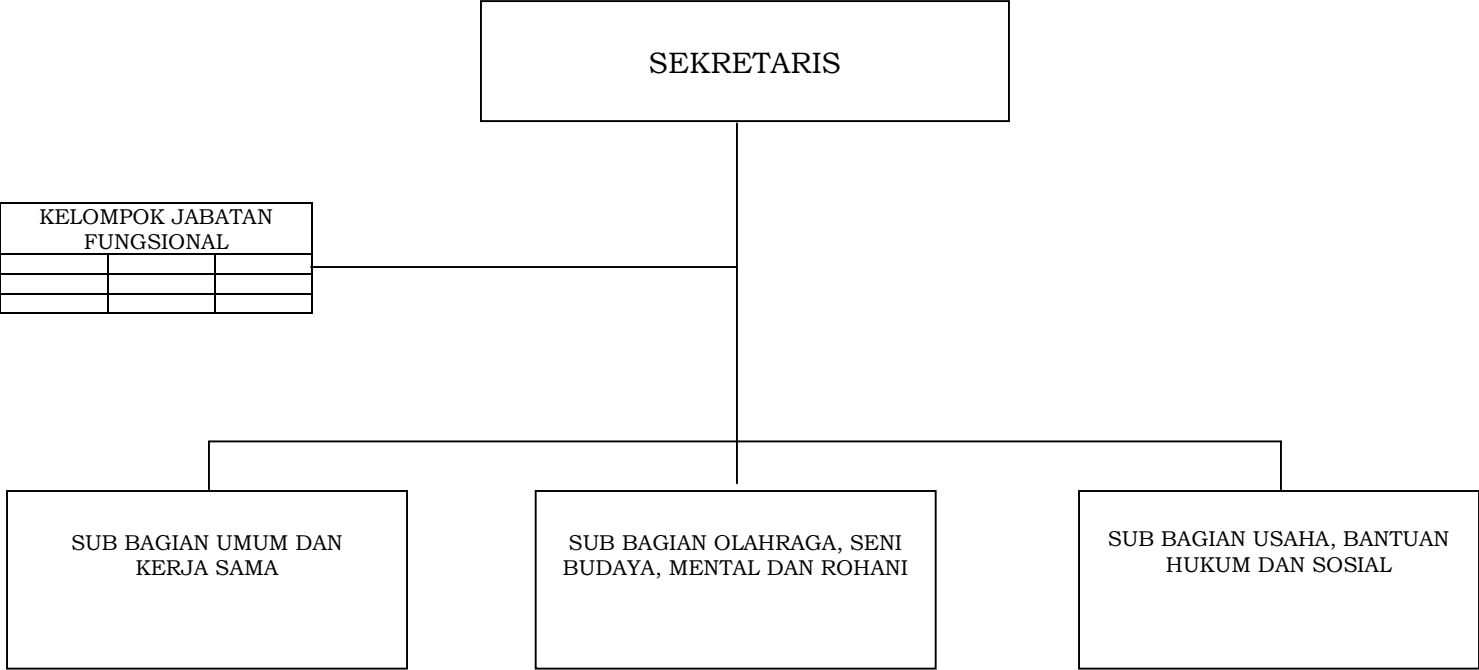 SEKRETARIS
KELOMPOK JABATAN
FUNGSIONAL
SUB BAGIAN UMUM DAN
KERJA SAMA
SUB BAGIAN OLAHRAGA, SENI
BUDAYA, MENTAL DAN ROHANI
SUB BAGIAN USAHA, BANTUAN
HUKUM DAN SOSIAL